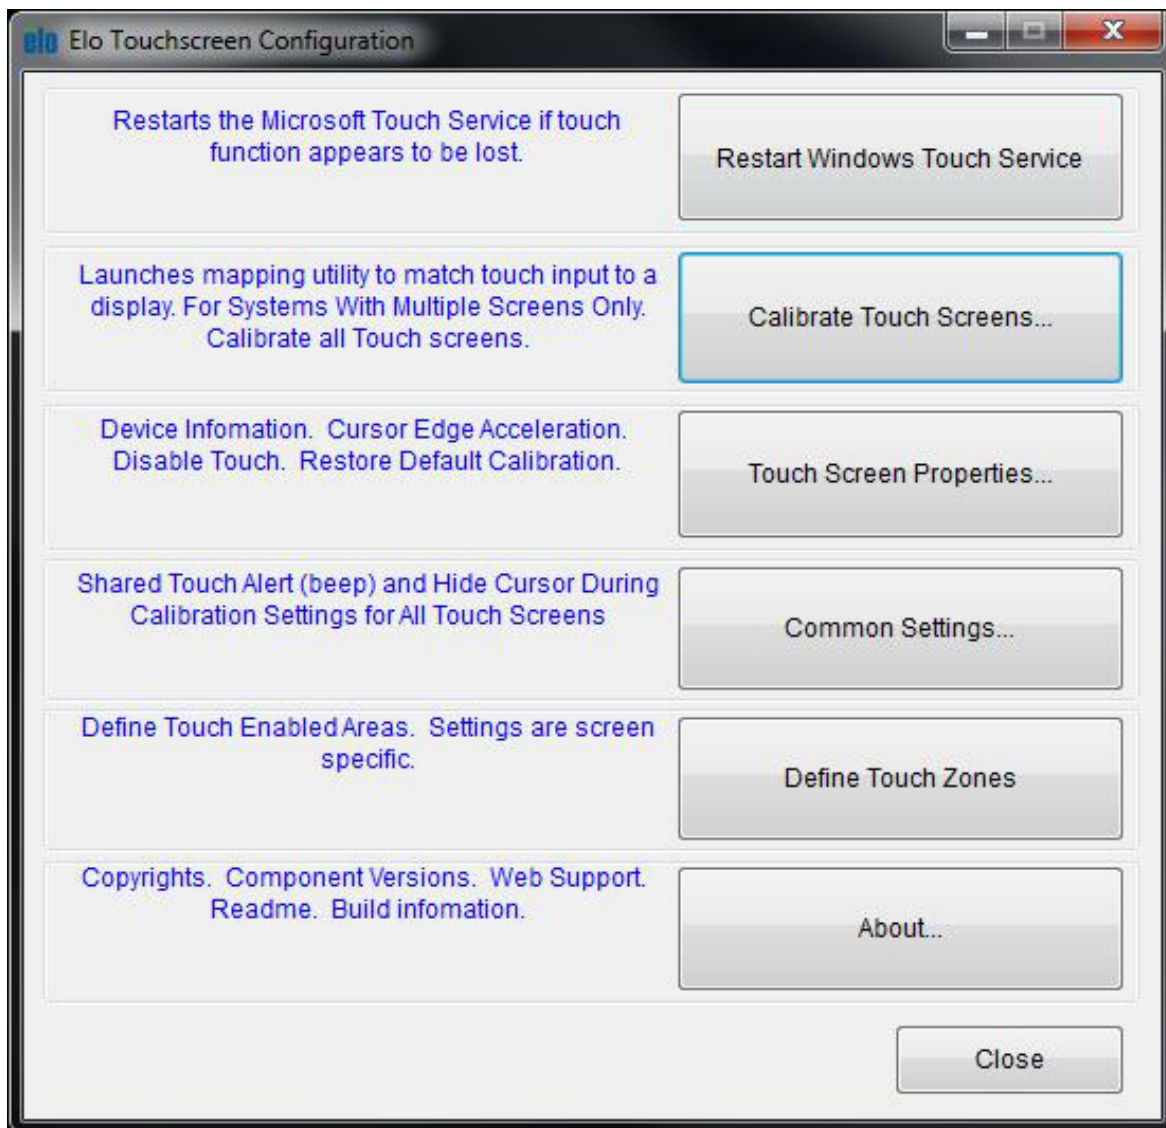 elo Elo Touchscreen Configuration
Restarts the Microsoft Touch Service if touch
function appears to be lost.
Restart Windows Touch Service
Launches mapping utility to match touch input to a
display. For Systems With Multiple Screens Only.
Calibrate all Touch screens.
Calibrate Touch Screens...
Device Infomation.  Cursor Edge Acceleration.
Disable Touch.  Restore Default Calibration.
Touch Screen Properties...
Shared Touch Alert (beep) and Hide Cursor During
Calibration Settings for All Touch Screens
Common Settings...
Define Touch Enabled Areas.  Settings are screen
specific.
Define Touch Zones
Copyrights.  Component Versions.  Web Support.
Readme.  Build infomation.
About...
Close